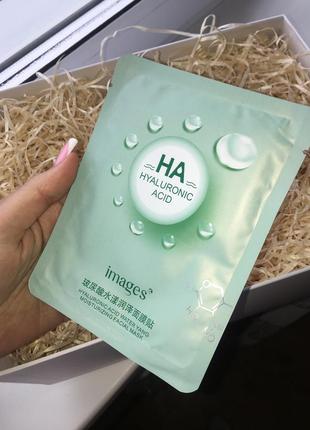 HA
HYALURONIC
ACID
images
玻尿酸水漾润泽面膜贴
HYALURONIC ACID WATER YANG
MOISTURIZING FACIAL MASK